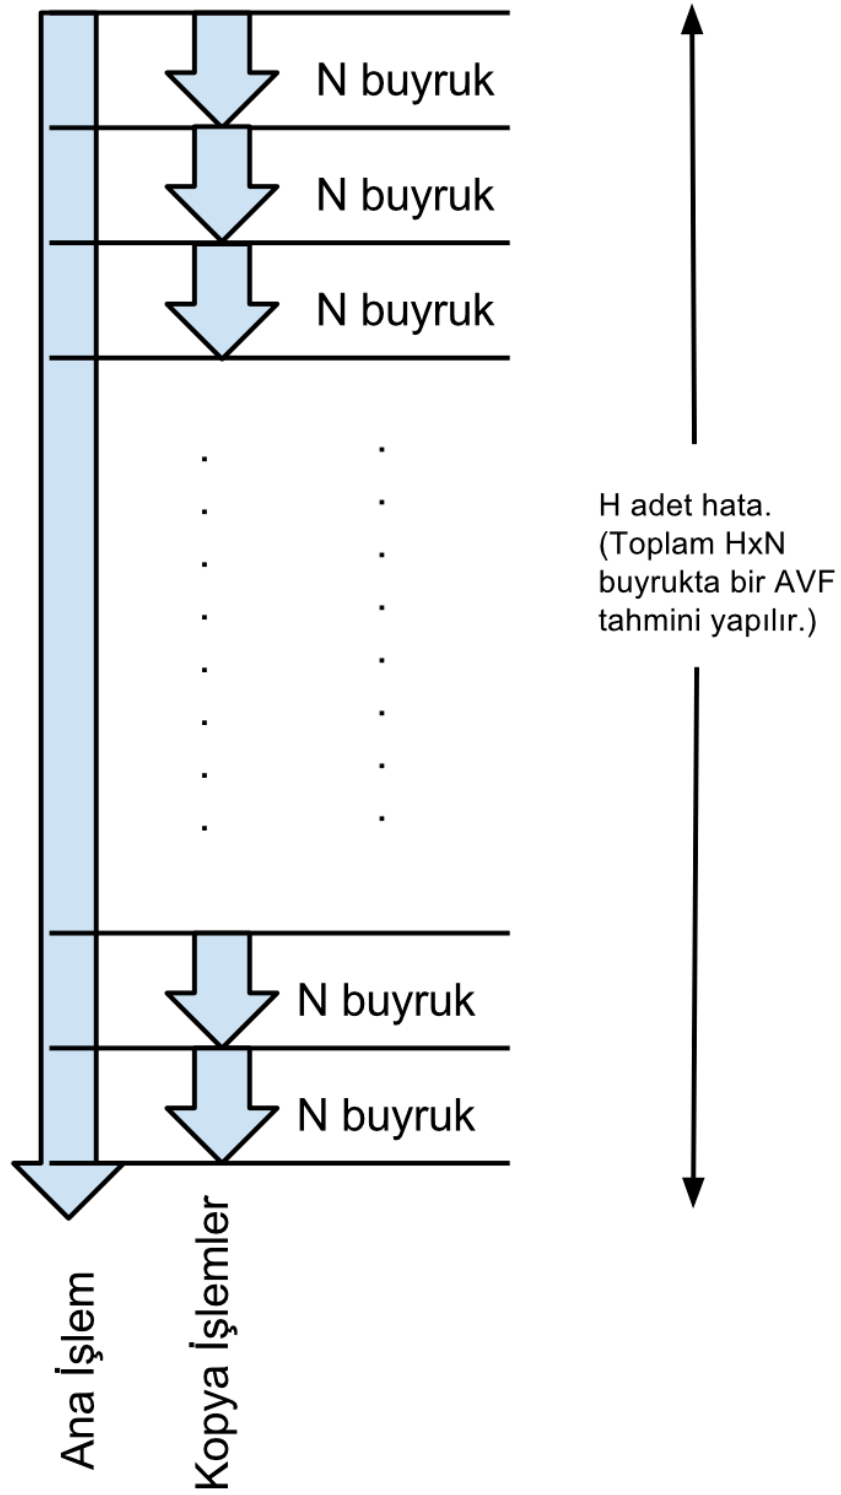 N buyruk
N buyruk
N buyruk
H adet hata.
(Toplam HxN
buyrukta bir AVF
tahmini yapılır.)
N buyruk
N buyruk
Ana İşlem
Kopya İşlemler